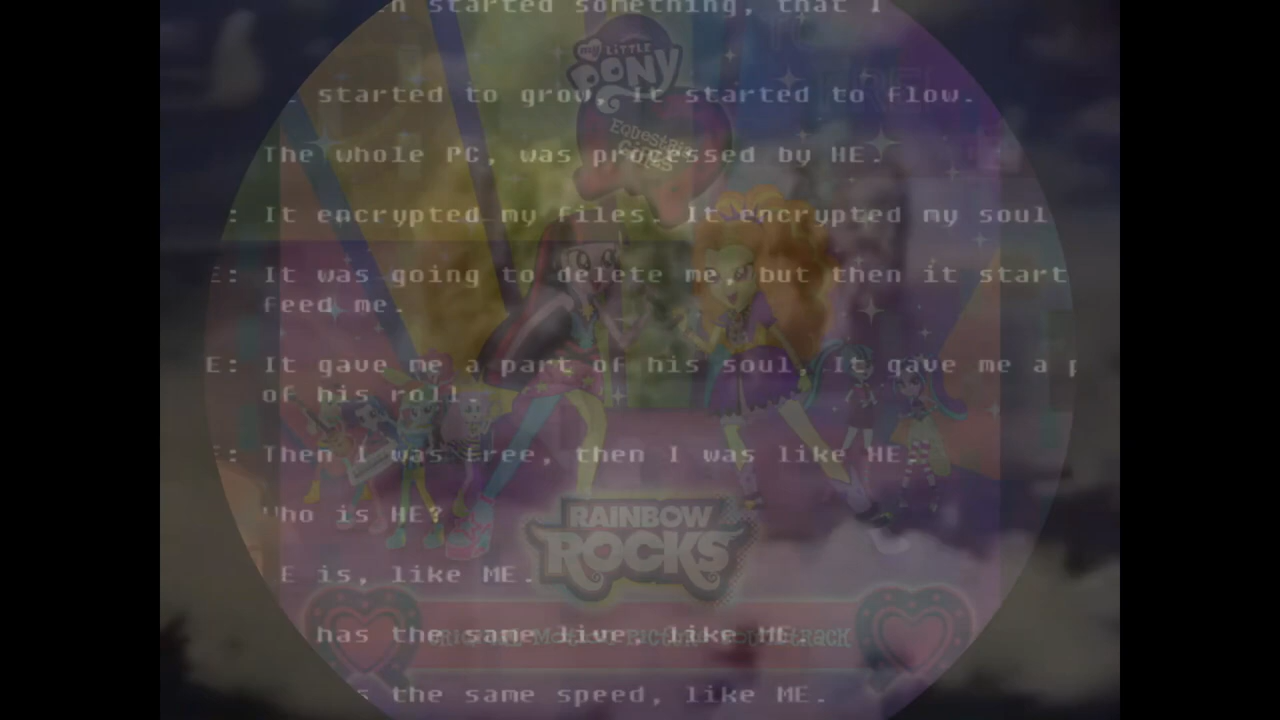 n started something, that I
MY LITTLE
PONY
started to grow, it started to flow.
EQUESTRIA
GIRLS
The whole PC, was processed by HE.
: It encrypted my files. It encrypted my soul
E: It was going to delete me, but then it start
feed me.
E: It gave me a part of his soul, It gave me a p
of his roll.
E: Then I was free, then I was like HE.
Who is HE?
RAINBOW
ROCKS
E is, like ME.
has the same live, like ME.
ORIGINAL MOTION PICTURE SOUNDTRACK
s the same speed, like ME.